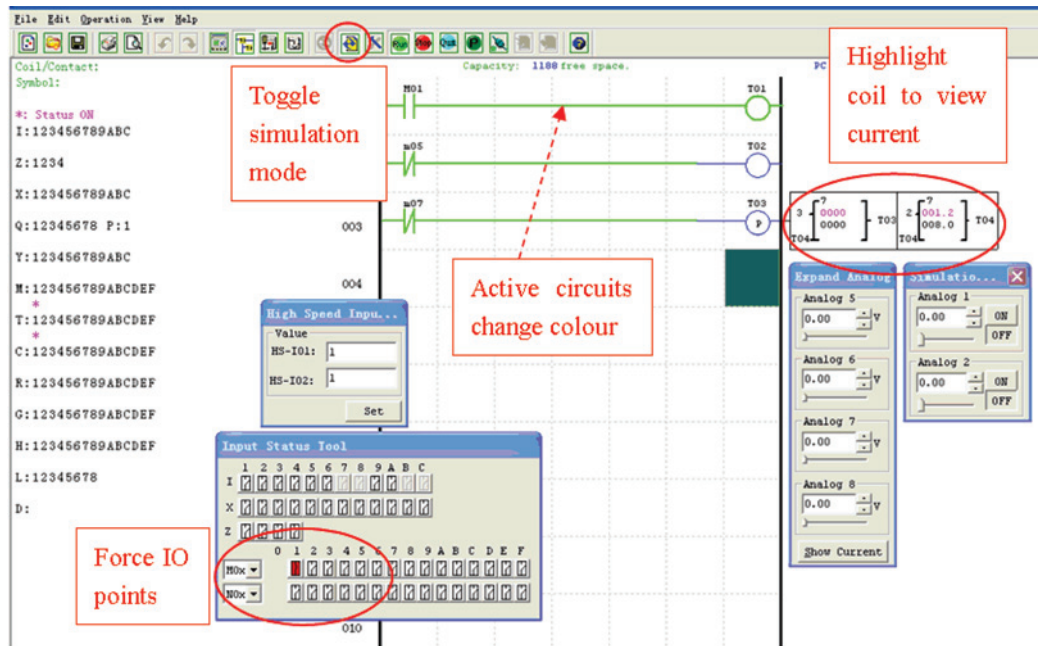 File Edit Operation View Help
Run Stop Quit P
Coil/Contact:
Symbol:
*: Status ON
I:123456789ABC
Z:1234
X:123456789ABC
Q:12345678 P:1
Y:123456789ABC
M:123456789ABCDEF
*
T:123456789ABCDEF
*
C:123456789ABCDEF
R:123456789ABCDEF
G:123456789ABCDEF
H:123456789ABCDEF
L:12345678
D:
Capacity: 1188 free space.
PC
Toggle
simulation
mode
Highlight
coil to view
current
M01
T01
m05
T02
m07
T03
P
003
004
010
3 7 0000 T03
0000
T04
2 7 001.2 T04
008.0
T04
Active circuits
change colour
High Speed Inpu...
Value
HS-I01: 1
HS-I02: 1
Set
Expand Analog
Analog 5
0.00 V
Analog 6
0.00 V
Analog 7
0.00 V
Analog 8
0.00 V
Show Current
Simulatio...
Analog 1
0.00 ON
OFF
Analog 2
0.00 ON
OFF
Input Status Tool
1 2 3 4 5 6 7 8 9 A B C
I
X
Z
0 1 2 3 4 5 6 7 8 9 A B C D E F
M0x
N0x
Force IO
points